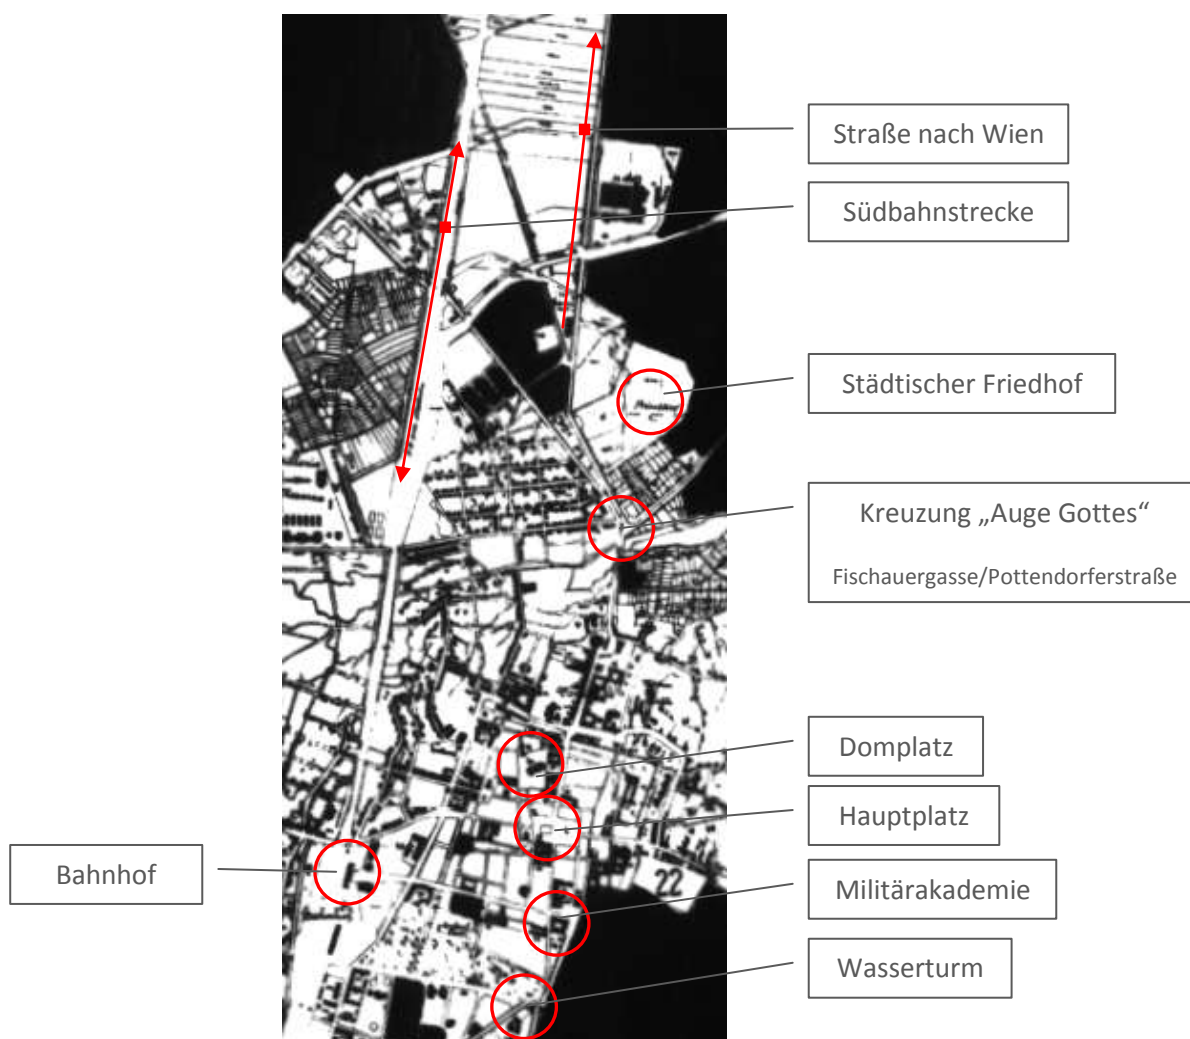 Straße nach Wien
Südbahnstrecke
Städtischer Friedhof
Kreuzung „Auge Gottes“
Fischauergasse/Pottendorferstraße
Domplatz
Hauptplatz
Bahnhof
Militärakademie
22
Wasserturm